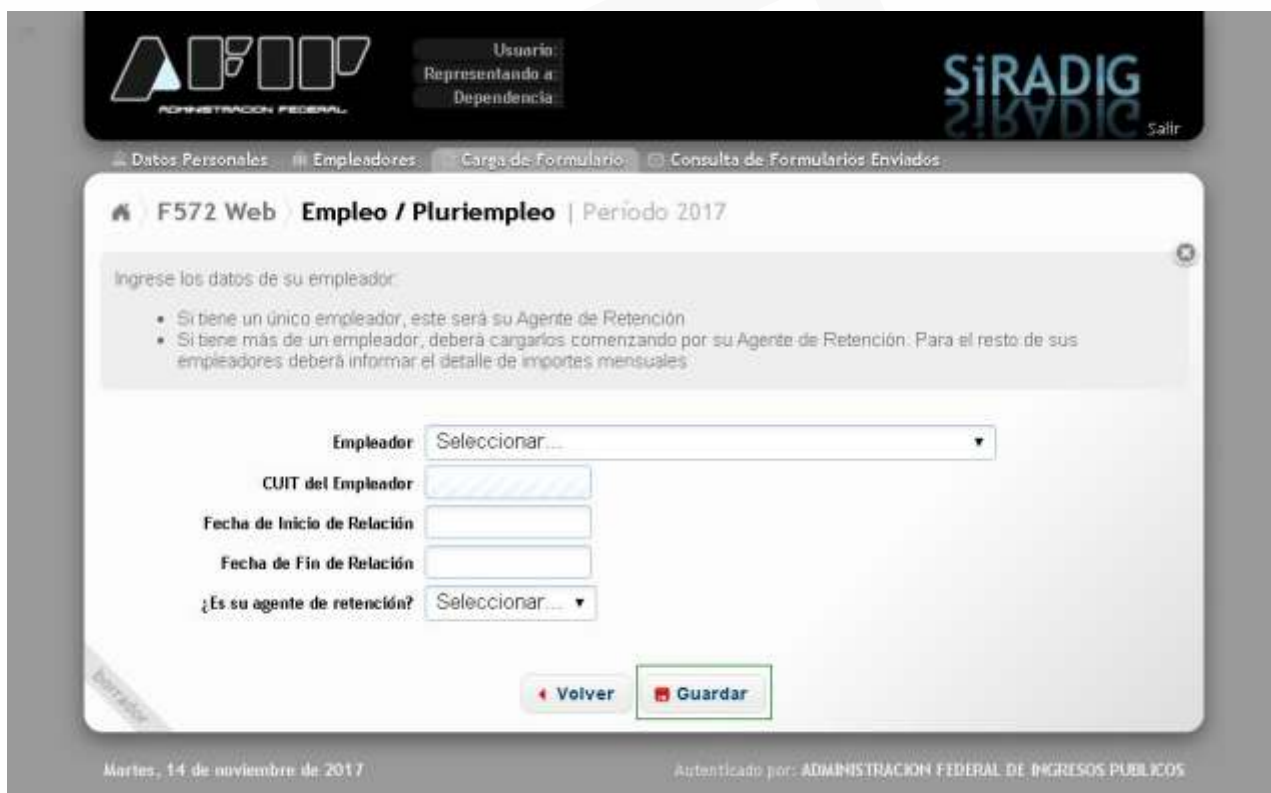 AFIP
ADMINISTRACION FEDERAL
Usuario:
Representando a:
Dependencia:
SiRADIG
Salir
Datos Personales
Empleadores
Carga de Formulario
Consulta de Formularios Enviados
F572 Web Empleo / Pluriempleo | Período 2017
Ingrese los datos de su empleador:
• Si tiene un único empleador, este será su Agente de Retención
• Si tiene más de un empleador, deberá cargarlos comenzando por su Agente de Retención. Para el resto de sus
empleadores deberá informar el detalle de importes mensuales
Empleador Seleccionar...
CUIT del Empleador
Fecha de Inicio de Relación
Fecha de Fin de Relación
¿Es su agente de retención? Seleccionar...
Volver
Guardar
borrador
Martes, 14 de noviembre de 2017
Autenticado por: ADMINISTRACION FEDERAL DE INGRESOS PUBLICOS